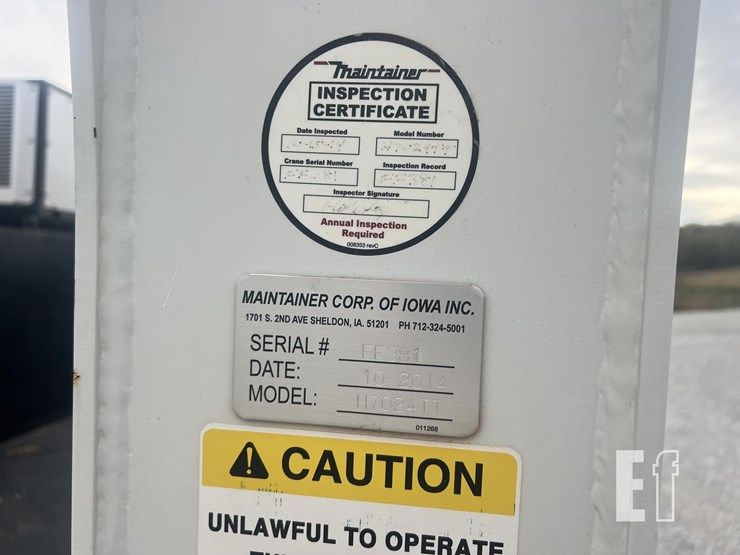 Maintainer
INSPECTION
CERTIFICATE
Date Inspected Model Number
Crane Serial Number Inspection Record
Inspector Signature
Annual Inspection
Required
008353 revC
MAINTAINER CORP. OF IOWA INC.
1701 S. 2ND AVE SHELDON, IA. 51201 PH 712-324-5001
SERIAL # FF381
DATE:
MODEL: H7024TT
011266
CAUTION
UNLAWFUL TO OPERATE
Ef